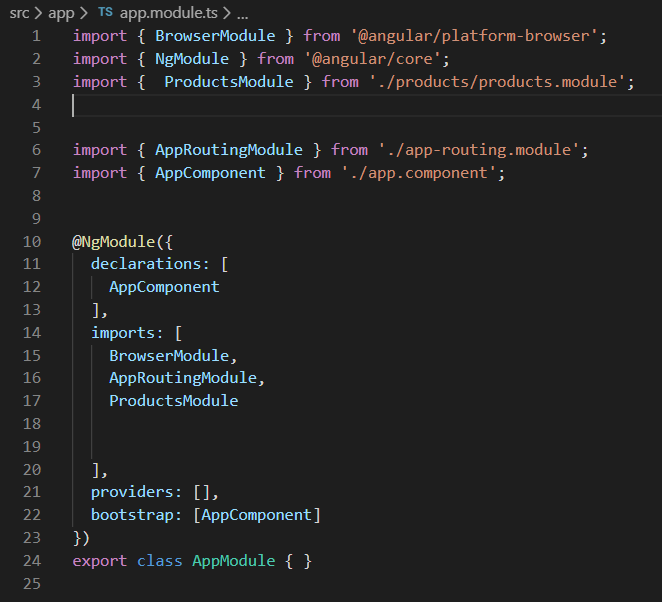 src > app > TS app.module.ts > ...
1 import { BrowserModule } from '@angular/platform-browser';
2 import { NgModule } from '@angular/core';
3 import {  ProductsModule } from './products/products.module';
4
5
6 import { AppRoutingModule } from './app-routing.module';
7 import { AppComponent } from './app.component';
8
9
10 @NgModule({
11   declarations: [
12     AppComponent
13   ],
14   imports: [
15     BrowserModule,
16     AppRoutingModule,
17     ProductsModule
18
19
20   ],
21   providers: [],
22   bootstrap: [AppComponent]
23 })
24 export class AppModule { }
25